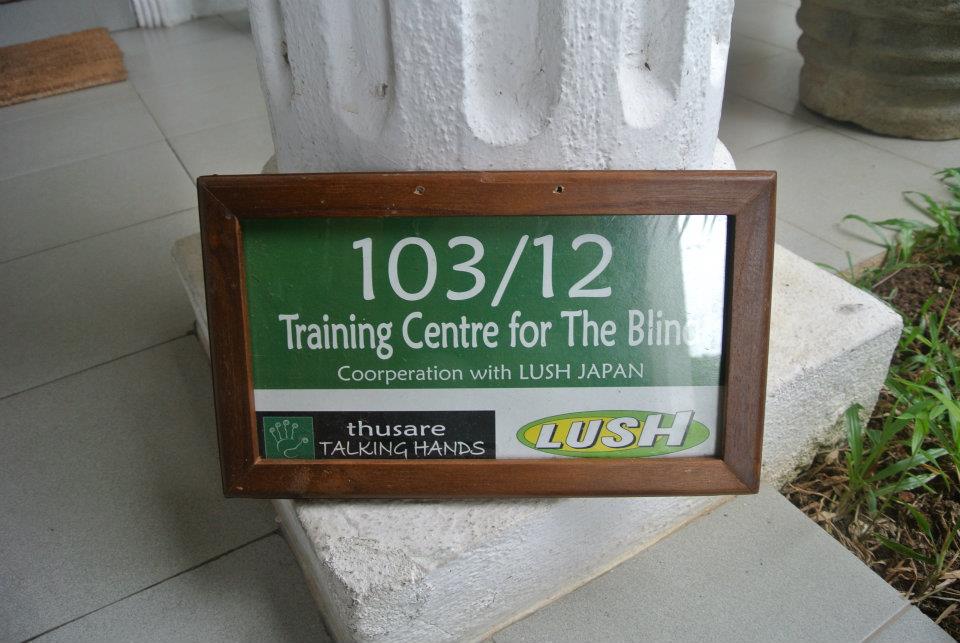 103/12
Training Centre for The Blind
Coorperation with LUSH JAPAN
thusare
TALKING HANDS
LUSH